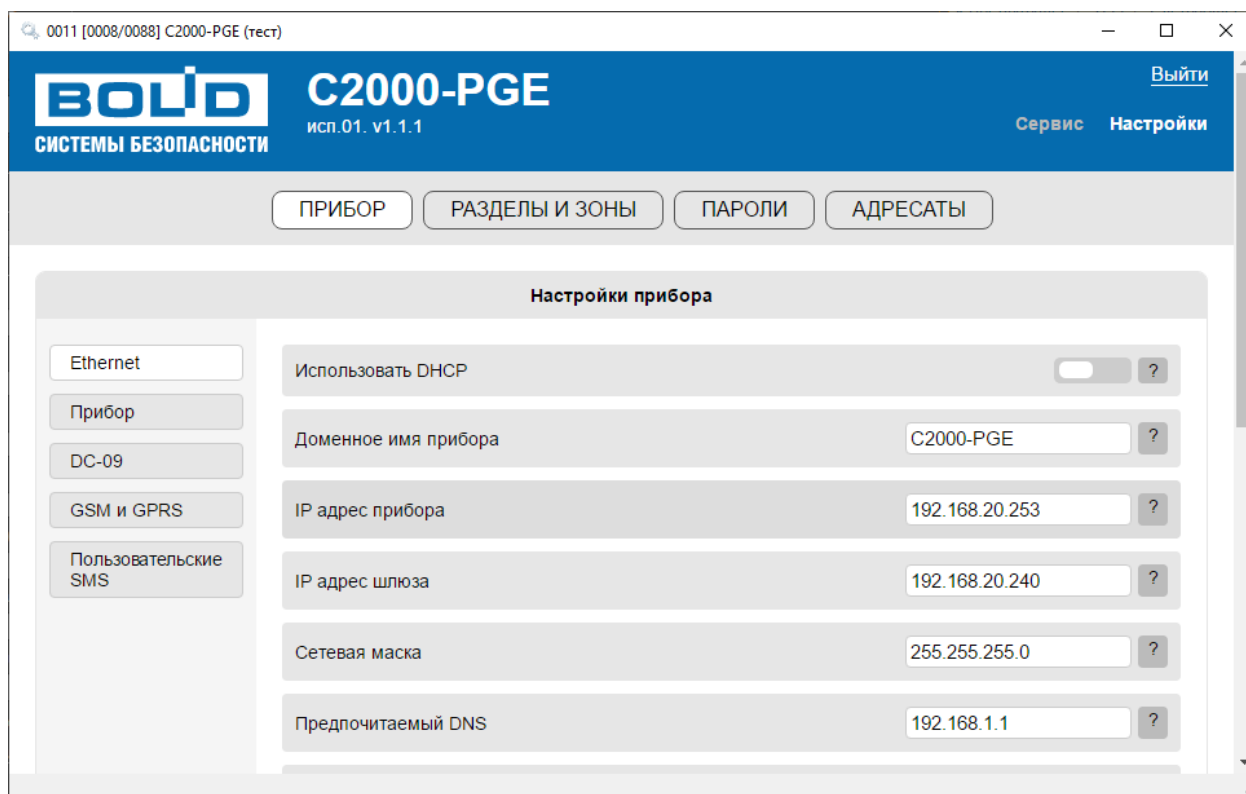 0011 [0008/0088] C2000-PGE (тест)
BOLID
СИСТЕМЫ БЕЗОПАСНОСТИ
C2000-PGE
исп.01. v1.1.1
Выйти
Сервис Настройки
ПРИБОР РАЗДЕЛЫ И ЗОНЫ ПАРОЛИ АДРЕСАТЫ
Настройки прибора
Ethernet
Прибор
DC-09
GSM и GPRS
Пользовательские
SMS
Использовать DHCP ?
Доменное имя прибора C2000-PGE ?
IP адрес прибора 192.168.20.253 ?
IP адрес шлюза 192.168.20.240 ?
Сетевая маска 255.255.255.0 ?
Предпочитаемый DNS 192.168.1.1 ?